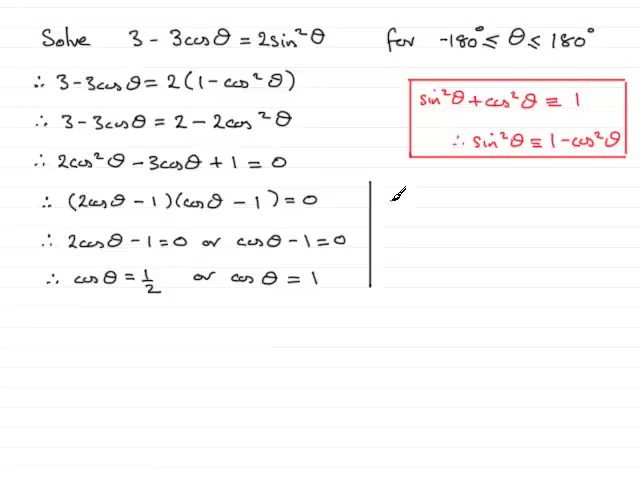 Solve 3 - 3cosθ = 2sin²θ for -180° ≤ θ ≤ 180°
∴ 3 - 3cosθ = 2(1 - cos²θ)
sin²θ + cos²θ ≡ 1
∴ 3 - 3cosθ = 2 - 2cos²θ
∴ sin²θ ≡ 1 - cos²θ
∴ 2cos²θ - 3cosθ + 1 = 0
∴ (2cosθ - 1)(cosθ - 1) = 0
∴ 2cosθ - 1 = 0 or cosθ - 1 = 0
∴ cosθ = 1/2 or cosθ = 1